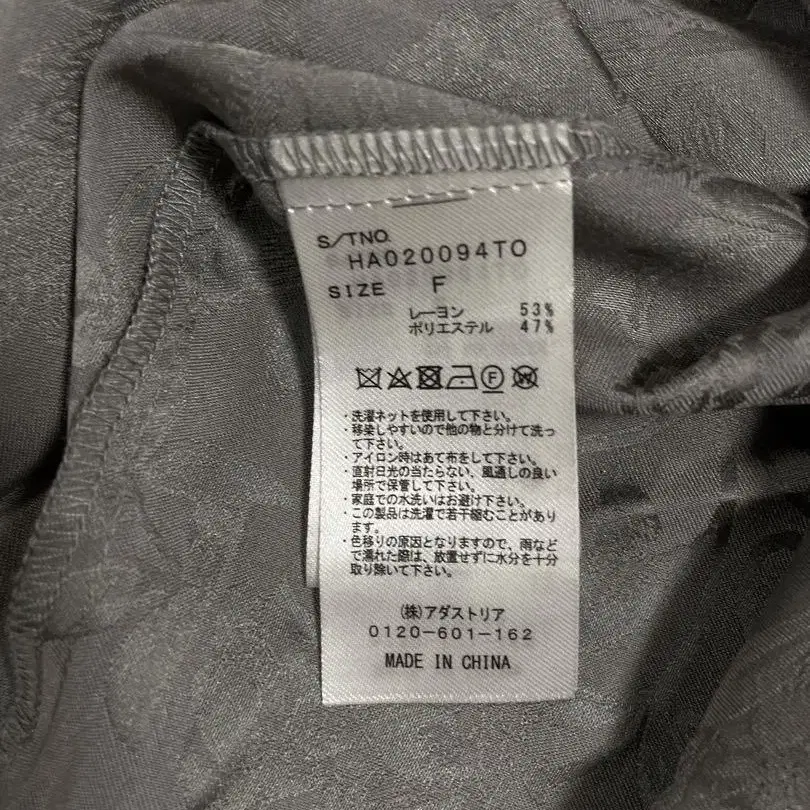 S/TNO.
HA020094TO
SIZE F
レーヨン 53%
ポリエステル 47%
F W
・洗濯ネットを使用して下さい。
・移染しやすいので他の物と分けて洗っ
て下さい。
・アイロン時はあて布をして下さい。
・直射日光の当たらない、風通しの良い
場所で保管して下さい。
・家庭での水洗いはお避け下さい。
・この製品は洗濯で若干縮むことがあり
ます。
・色移りの原因となりますので、雨など
で濡れた際は、放置せずに水分を十分
取り除いて下さい。
(株)アダストリア
0120-601-162
MADE IN CHINA